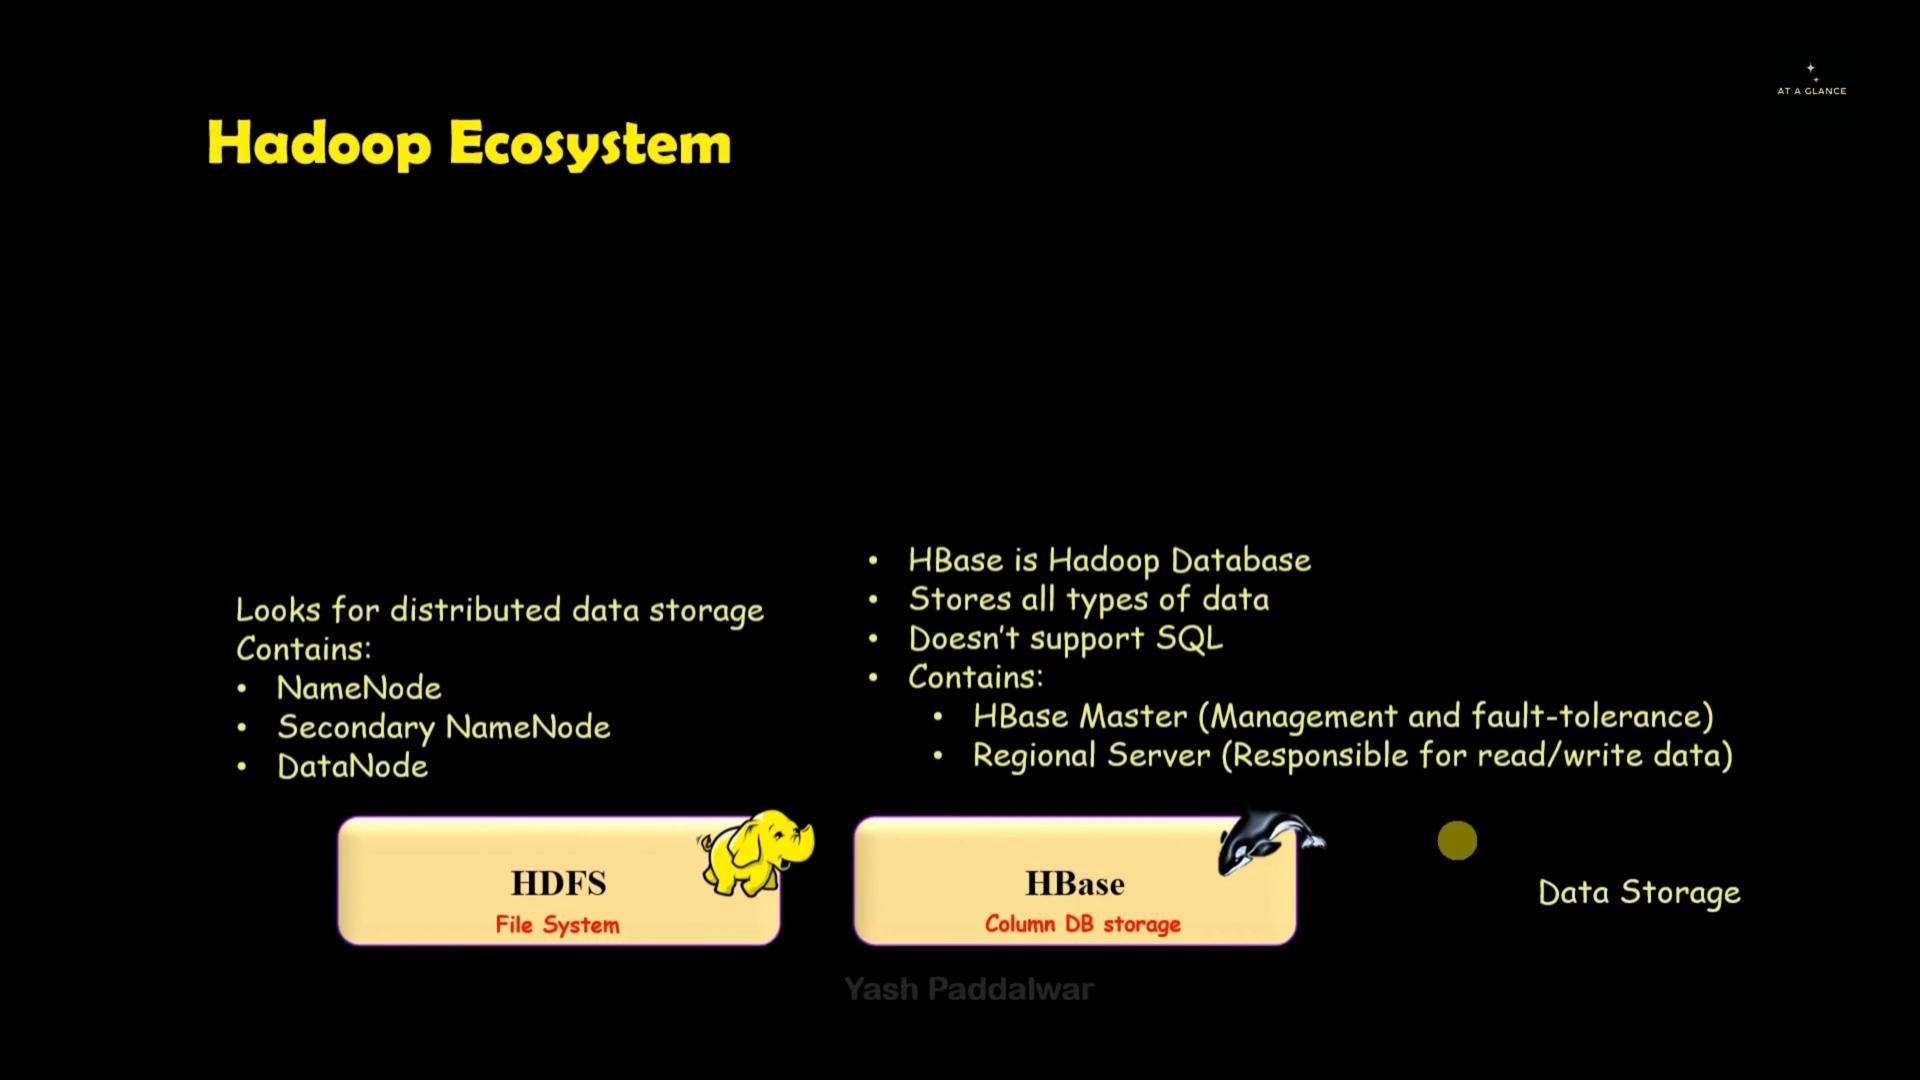 AT A GLANCE
Hadoop Ecosystem
Looks for distributed data storage
Contains:
• NameNode
• Secondary NameNode
• DataNode
• HBase is Hadoop Database
• Stores all types of data
• Doesn't support SQL
• Contains:
• HBase Master (Management and fault-tolerance)
• Regional Server (Responsible for read/write data)
HDFS
File System
HBase
Column DB storage
Data Storage
Yash Paddalwar